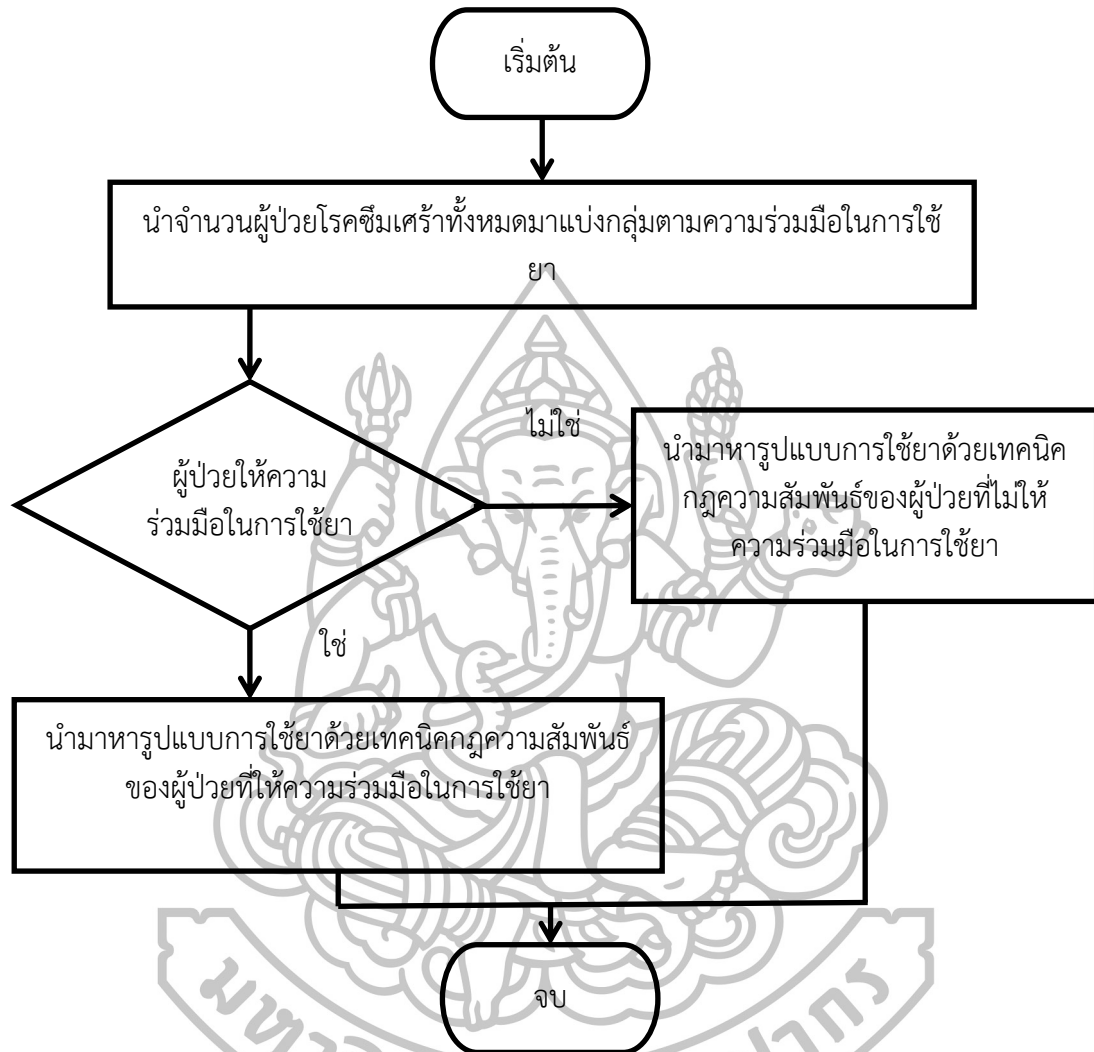 เริ่มต้น
นำจำนวนผู้ป่วยโรคซึมเศร้าทั้งหมดมาแบ่งกลุ่มตามความร่วมมือในการใช้
ยา
ผู้ป่วยให้ความ
ร่วมมือในการใช้ยา
ไม่ใช่
นำมาหารูปแบบการใช้ยาด้วยเทคนิค
กฎความสัมพันธ์ของผู้ป่วยที่ไม่ให้
ความร่วมมือในการใช้ยา
ใช่
นำมาหารูปแบบการใช้ยาด้วยเทคนิคกฎความสัมพันธ์
ของผู้ป่วยที่ให้ความร่วมมือในการใช้ยา
จบ